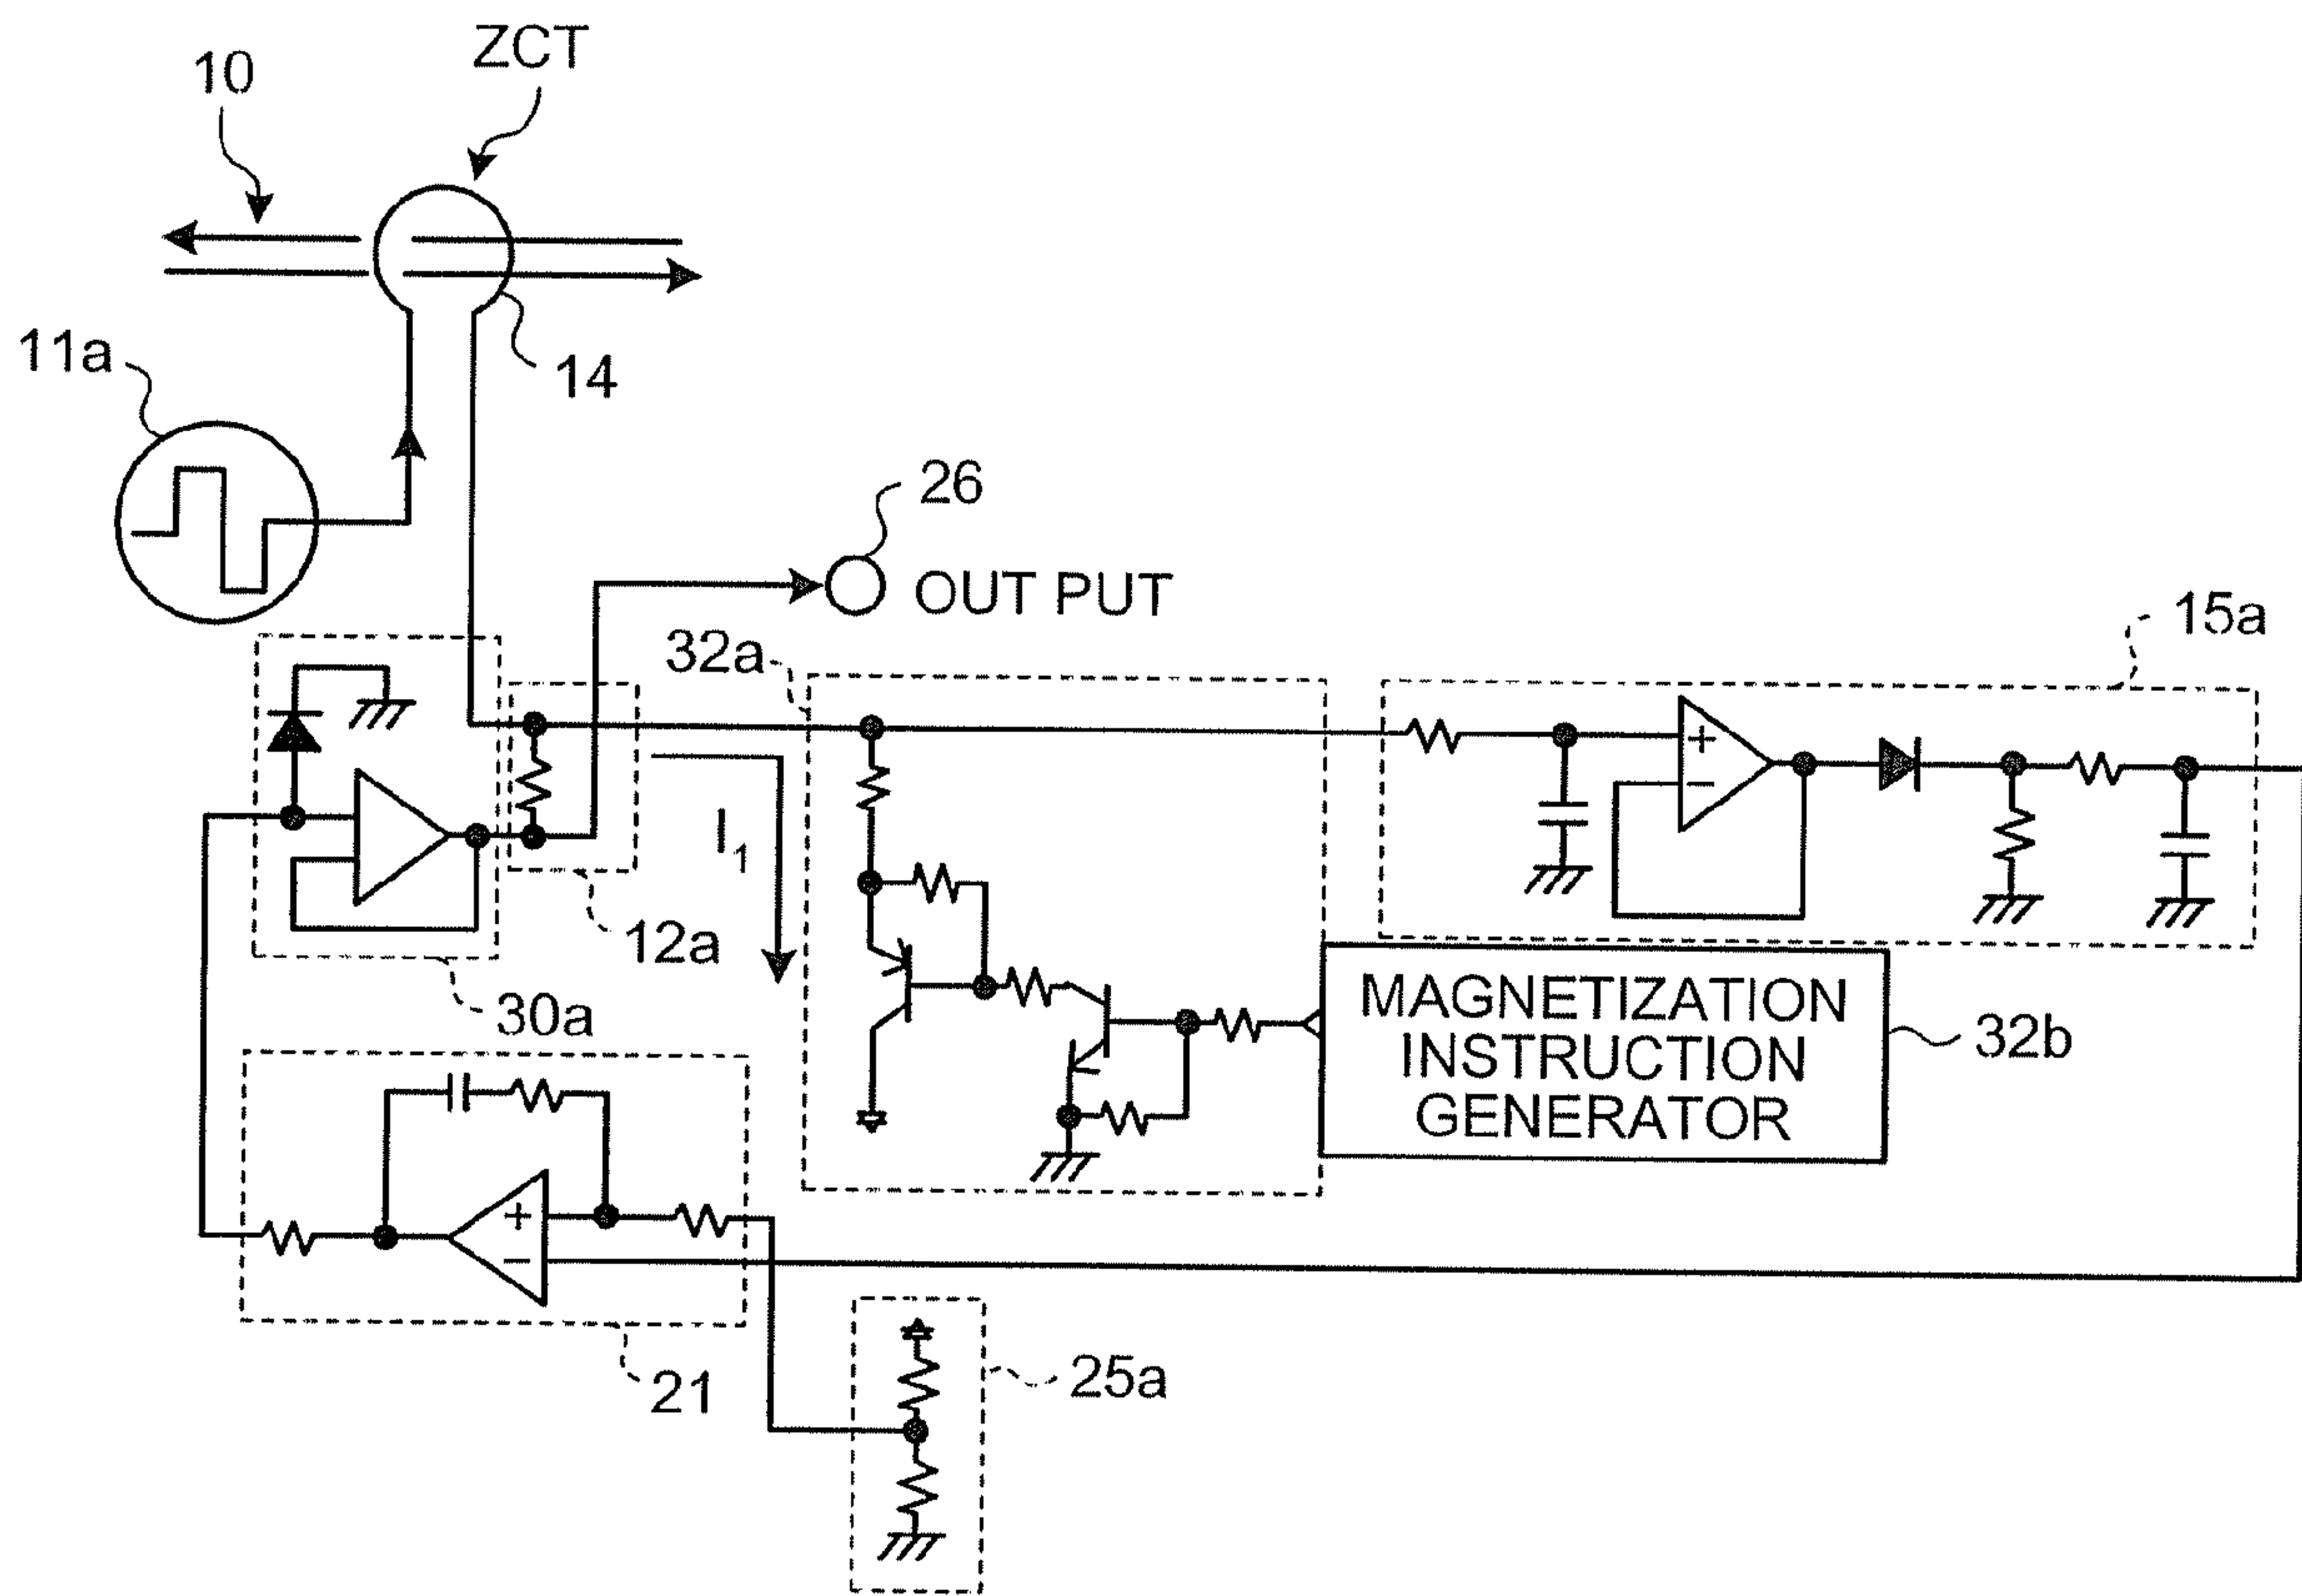 ZCT
10
11a
14
26
OUT PUT
15a
32a
+
−
I1
12a
30a
MAGNETIZATION
INSTRUCTION
GENERATOR
32b
+
−
21
25a